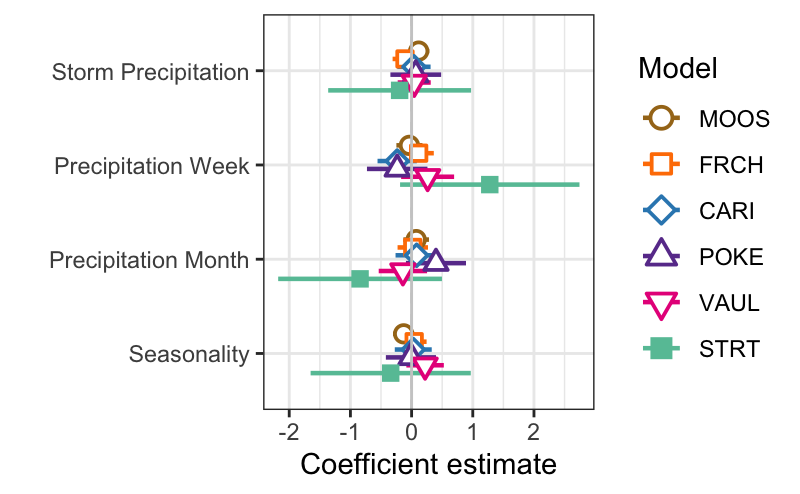 Storm Precipitation
Precipitation Week
Precipitation Month
Seasonality
-2 -1 0 1 2
Coefficient estimate
Model
MOOS
FRCH
CARI
POKE
VAUL
STRT